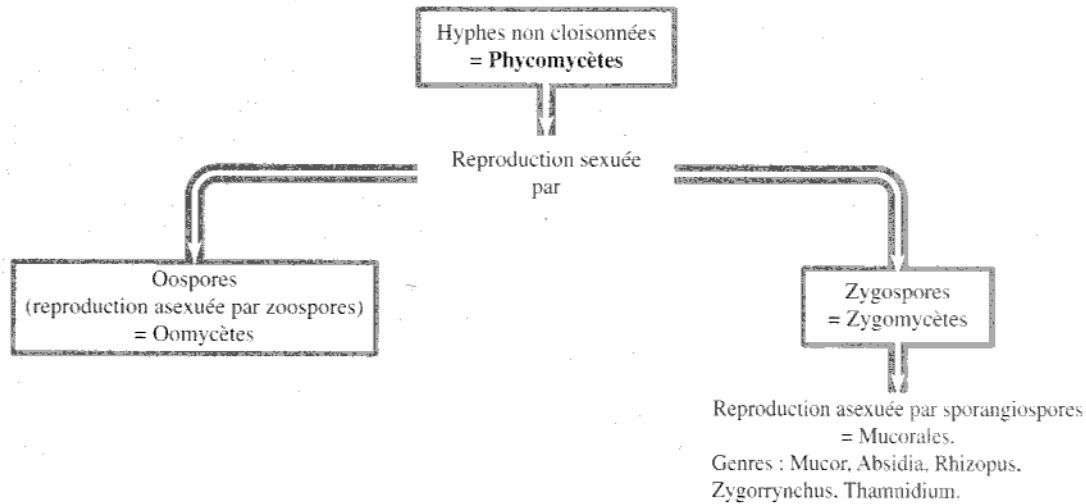 Hyphes non cloisonnées
= Phycomycètes
Reproduction sexuée
par
Oospores
(reproduction asexuée par zoospores)
= Oomycètes
Zygospores
= Zygomycètes
Reproduction asexuée par sporangiospores
= Mucorales.
Genres : Mucor, Absidia, Rhizopus,
Zygorrynchus, Thamnidium.